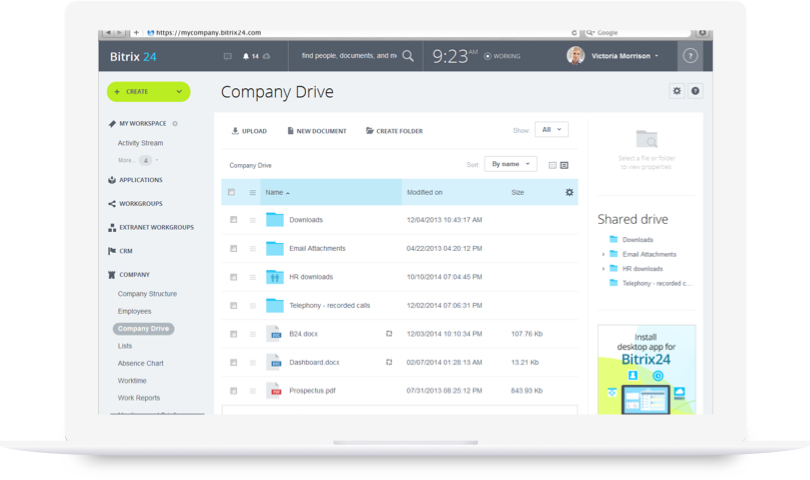 https://mycompany.bitrix24.com
Google
Bitrix 24
14
find people, documents, and m
9:23 AM
WORKING
Victoria Morrison
?
+ CREATE
Company Drive
?
MY WORKSPACE
Activity Stream
More... 4
APPLICATIONS
WORKGROUPS
EXTRANET WORKGROUPS
CRM
COMPANY
Company Structure
Employees
Company Drive
Lists
Absence Chart
Worktime
Work Reports
UPLOAD
NEW DOCUMENT
CREATE FOLDER
Show: All
Company Drive
Sort: By name
Name Modified on Size
Downloads 12/04/2013 10:43:17 AM
Email Attachments 04/22/2013 04:20:12 PM
HR downloads 10/10/2014 07:04:45 PM
Telephony - recorded calls 12/02/2014 07:06:31 PM
B24.docx 12/03/2014 10:10:34 PM 107.76 Kb
Dashboard.docx 02/07/2014 01:28:13 AM 13.21 Kb
Prospectus.pdf 07/31/2013 08:25:12 PM 843.93 Kb
Select a file or folder
to view properties
Shared drive
Downloads
Email Attachments
HR downloads
Telephony - recorded c...
Install
desktop app for
Bitrix24